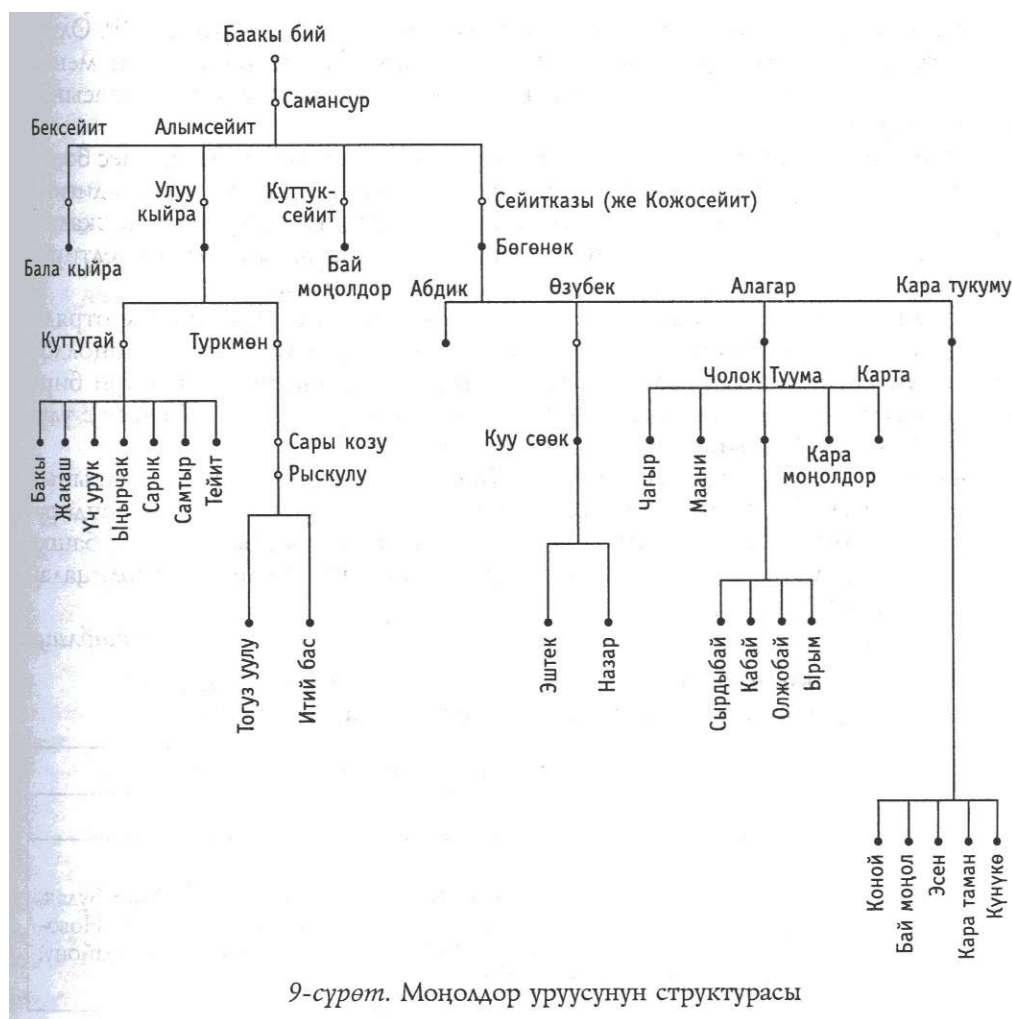 Баакы бий
Самансур
Бексейит
Алымсейит
Улуу
кыйра
Куттук-
сейит
Сейитказы (же Кожосейит)
Бала кыйра
Бай
моңолдор
Бөгөнөк
Абдик
Өзүбек
Алагар
Кара тукуму
Куттугай
Туркмөн
Чолок Туума
Карта
Бакы
Жакаш
Үч урук
Ыңырчак
Сарык
Самтыр
Тейит
Сары козу
Рыскулу
Куу сөөк
Чагыр
Маани
Кара
моңолдор
Тогуз уулу
Итий бас
Эштек
Назар
Сырдыбай
Кабай
Олжобай
Ырым
Коной
Бай моңол
Эсен
Кара таман
Күнүкө
9-сүрөт. Моңолдор уруусунун структурасы